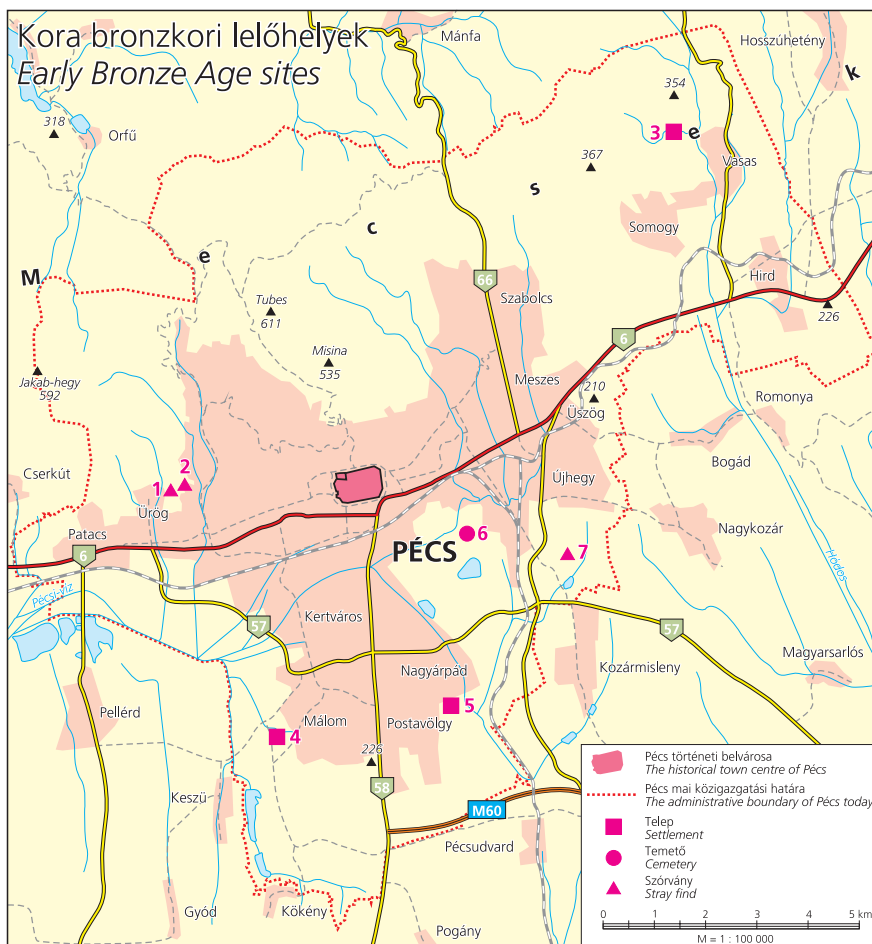 Kora bronzkori lelőhelyek
Early Bronze Age sites
Mánfa
Hosszúhetény
k
354
318
Orfű
3
e
Vasas
367
s
Somogy
c
e
M
Hird
66
Szabolcs
Tubes
611
226
6
Misina
535
Meszes
Jakab-hegy
592
210
Üszög
Romonya
Bogád
Cserkút
2
1
Újhegy
Ürög
Patacs
Nagykozár
6
PÉCS
7
6
Hódos
Pécsi-víz
Kertváros
57
57
Nagyárpád
Kozármisleny
Magyarsarlós
Pellérd
5
Málom
Postavölgy
4
226
58
Keszü
M60
Pécsudvard
Gyód
Kökény
Pogány
Pécs történeti belvárosa
The historical town centre of Pécs
Pécs mai közigazgatási határa
The administrative boundary of Pécs today
Telep
Settlement
Temető
Cemetery
Szórvány
Stray find
0 1 2 3 4 5 km
M = 1 : 100 000